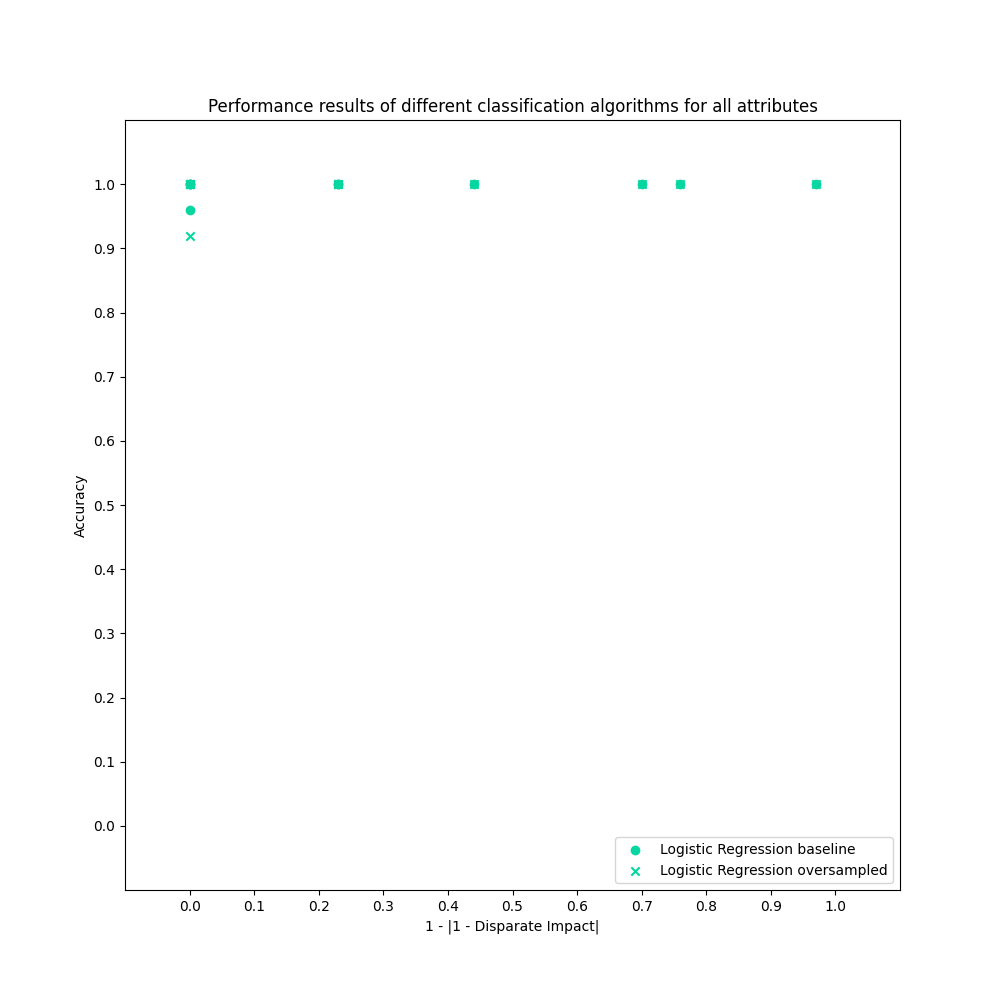 Performance results of different classification algorithms for all attributes
1.0
0.9
0.8
0.7
0.6
0.5
0.4
0.3
0.2
0.1
0.0
Accuracy
Logistic Regression baseline
Logistic Regression oversampled
0.0 0.1 0.2 0.3 0.4 0.5 0.6 0.7 0.8 0.9 1.0
1 - |1 - Disparate Impact|